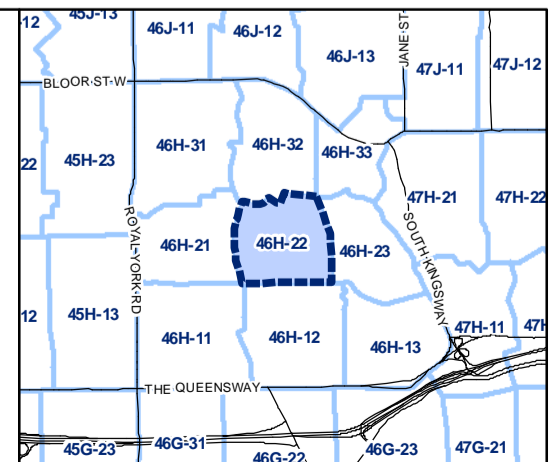 -12
45J-13
46J-11
46J-12
46J-13
JANE ST
47J-11
47J-12
BLOOR ST W
22
45H-23
46H-31
46H-32
46H-33
47H-21
47H-22
ROYAL YORK RD
46H-21
46H-22
46H-23
SOUTH KINGSWAY
12
45H-13
46H-11
46H-12
46H-13
47H-11
47H
THE QUEENSWAY
45G-23
46G-31
46G-22
46G-23
47G-21